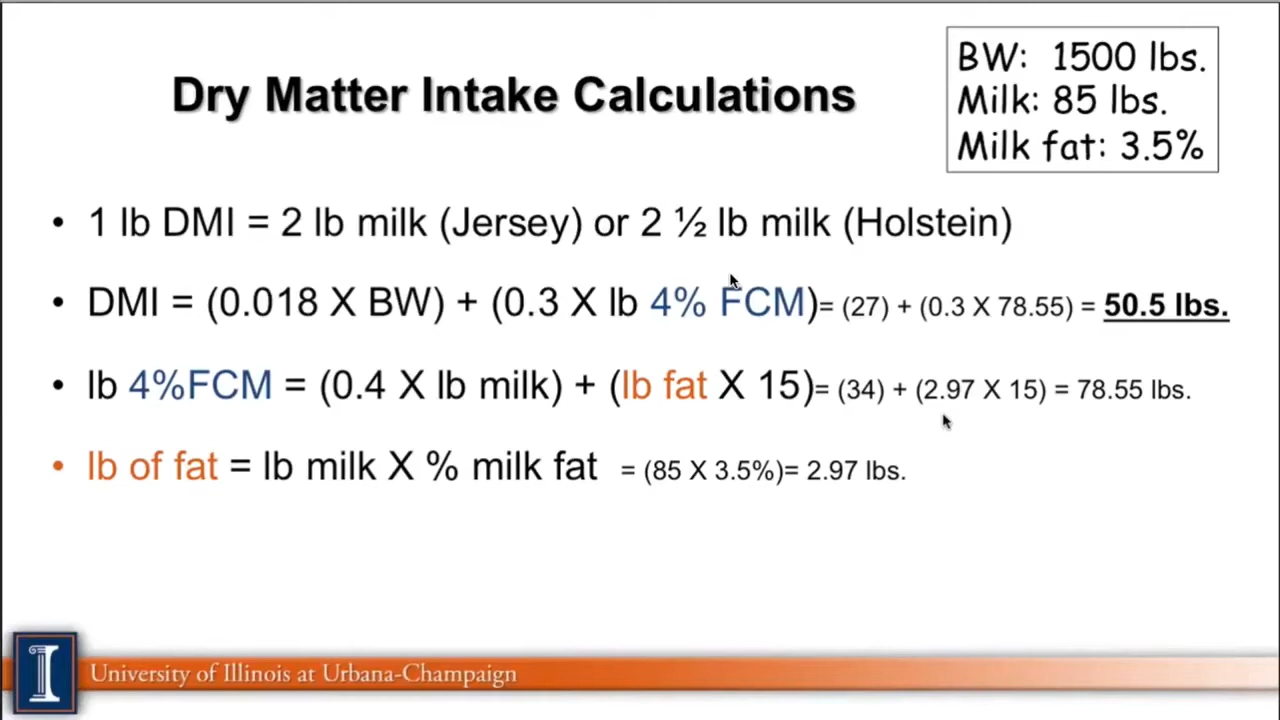 Dry Matter Intake Calculations
BW: 1500 lbs.
Milk: 85 lbs.
Milk fat: 3.5%
• 1 lb DMI = 2 lb milk (Jersey) or 2 ½ lb milk (Holstein)
• DMI = (0.018 X BW) + (0.3 X lb 4% FCM)= (27) + (0.3 X 78.55) = 50.5 lbs.
• lb 4%FCM = (0.4 X lb milk) + (lb fat X 15)= (34) + (2.97 X 15) = 78.55 lbs.
• lb of fat = lb milk X % milk fat = (85 X 3.5%)= 2.97 lbs.
I University of Illinois at Urbana-Champaign